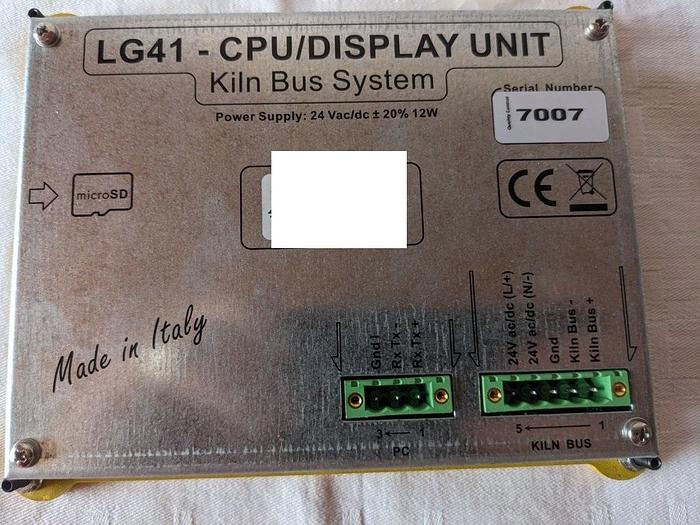 LG41 - CPU/DISPLAY UNIT
Kiln Bus System
Power Supply: 24 Vac/dc ± 20% 12W
Serial Number
Quality Control
7007
microSD
CE
Made in Italy
Gnd I
Rx Tx -
Rx Tx +
24V ac/dc (L/+)
24V ac/dc (N/-)
Gnd
Kiln Bus -
Kiln Bus +
3 1
PC
5 1
KILN BUS